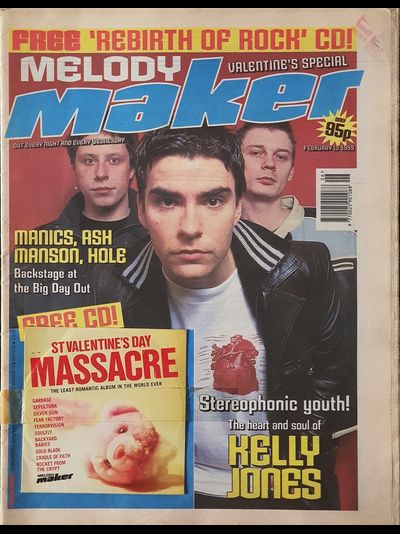 FREE 'REBIRTH OF ROCK' CD!
MELODY
VALENTINE'S SPECIAL
maker
ONLY
95p
OUT EVERY NIGHT AND EVERY WEDNESDAY
FEBRUARY 13 1999
MANICS, ASH
MANSON, HOLE
Backstage at
the Big Day Out
FREE CD!
ST VALENTINE'S DAY
MASSACRE
THE LEAST ROMANTIC ALBUM IN THE WORLD EVER
GARBAGE
SEPULTURA
SILVER SUN
FEAR FACTORY
TERRORVISION
SOULFLY
BACKYARD
BABIES
GOLD BLADE
CRADLE OF FILTH
ROCKET FROM
THE CRYPT
MELODY
maker
Stereophonic youth!
The heart and soul of
KELLY
JONES